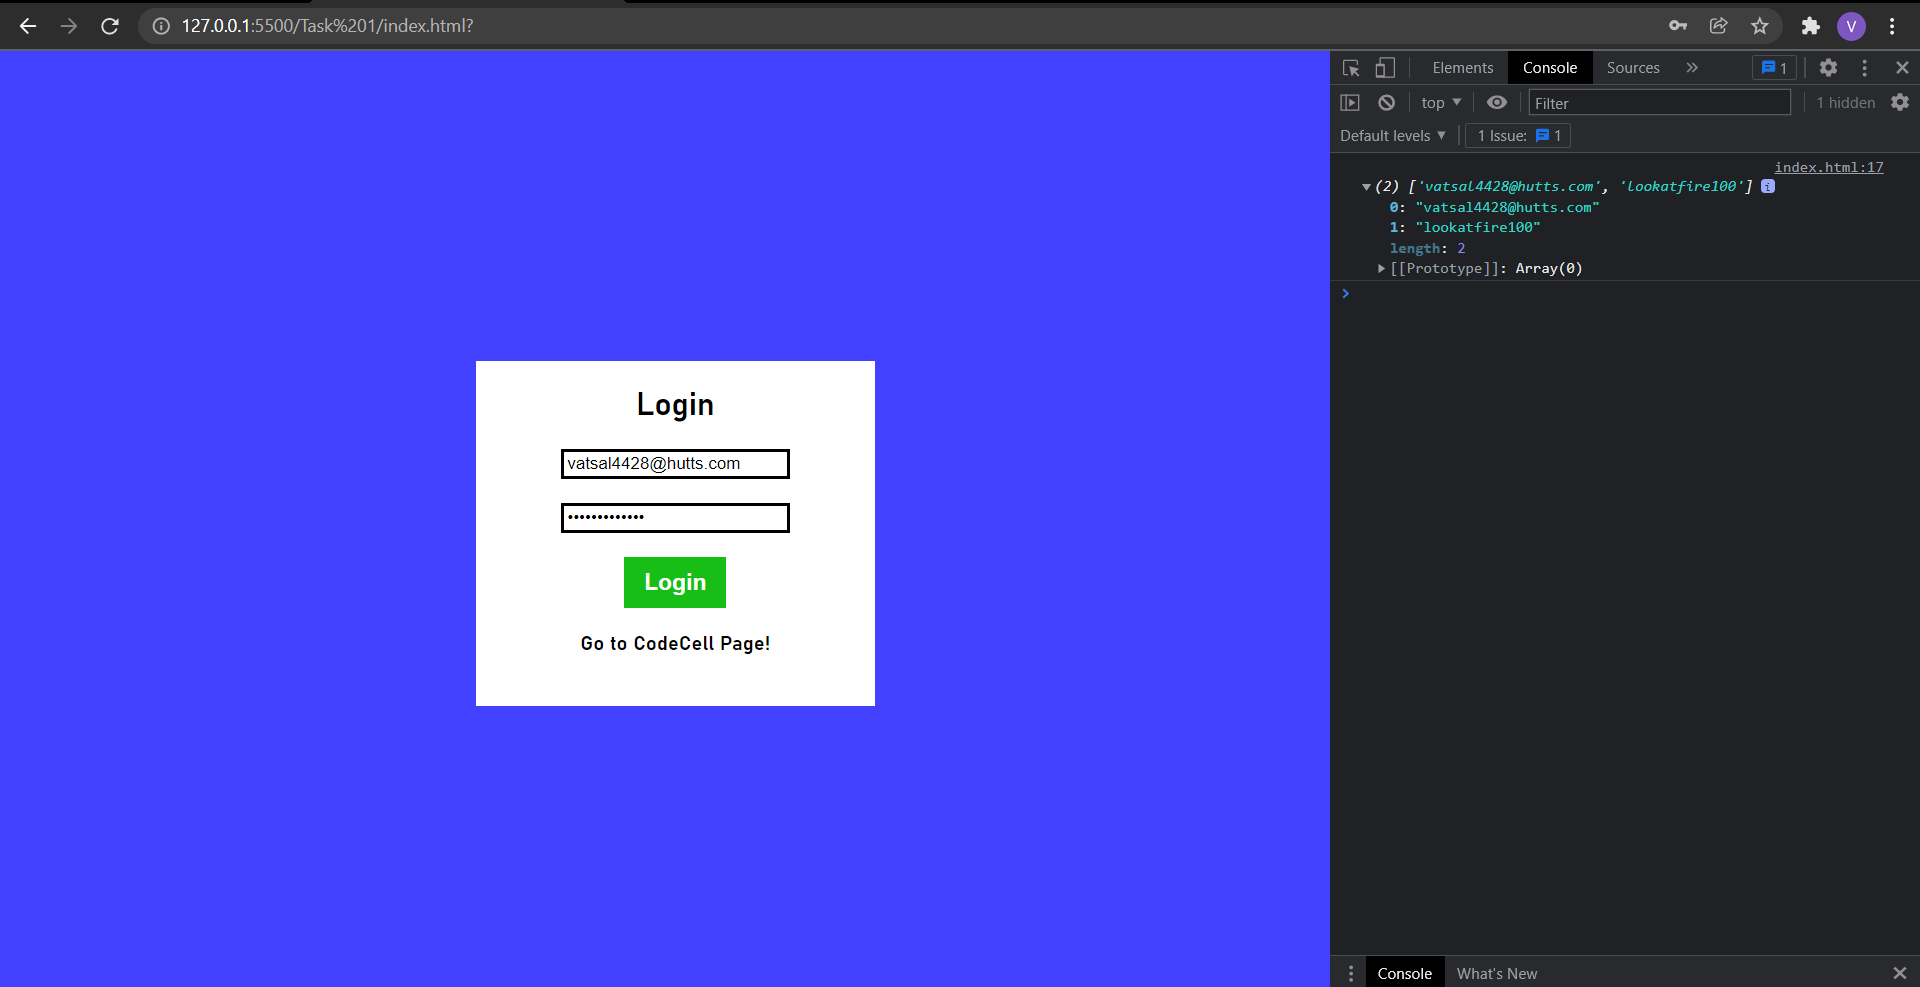 127.0.0.1:5500/Task%201/index.html?
V
Elements Console Sources 1
top Filter 1 hidden
Default levels 1 Issue: 1
index.html:17
(2) ['vatsal4428@hutts.com', 'lookatfire100'] i
0: "vatsal4428@hutts.com"
1: "lookatfire100"
length: 2
[[Prototype]]: Array(0)
Login
vatsal4428@hutts.com
•••••••••••••
Login
Go to CodeCell Page!
Console What's New